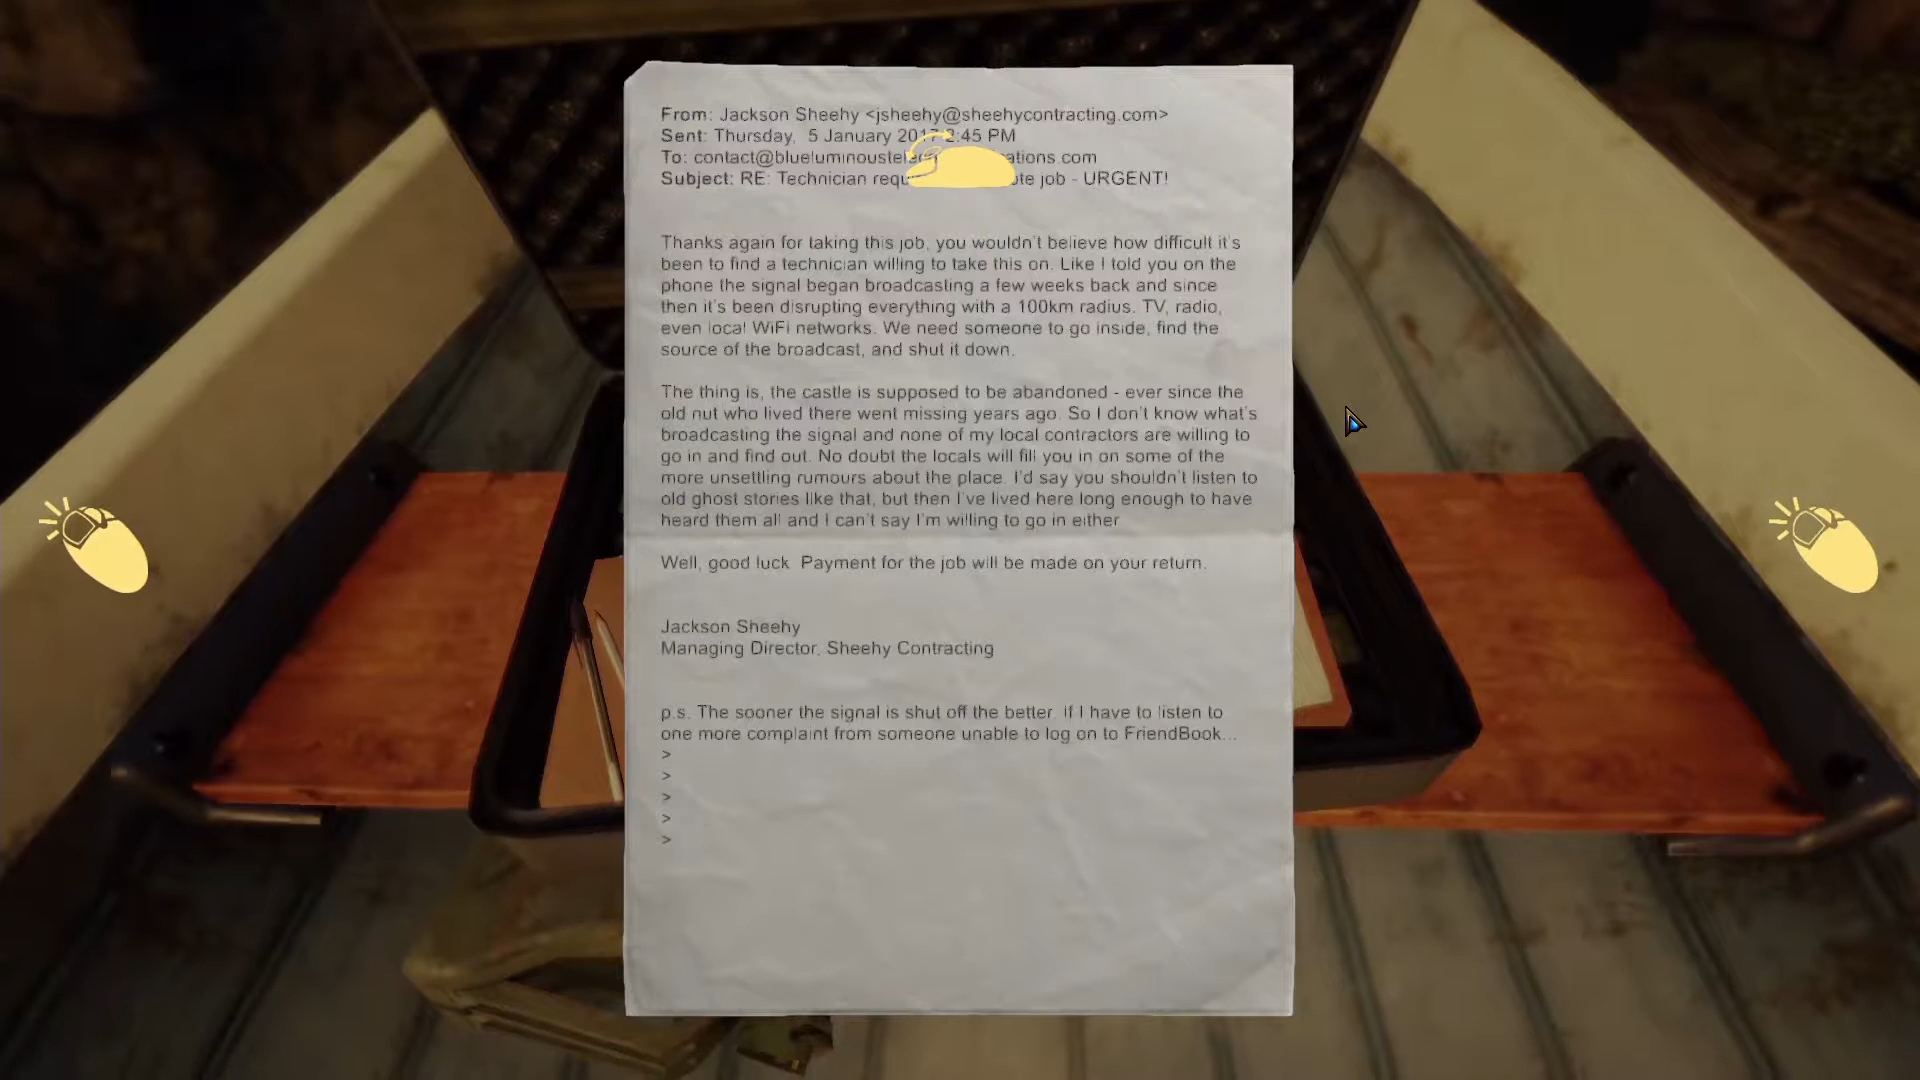 From: Jackson Sheehy <jsheehy@sheehycontracting.com>
Sent: Thursday, 5 January 2:45 PM
To:
Subject: RE: Technician job - URGENT!
Thanks again for taking this job, you wouldn't believe how difficult it's
been to find a technician willing to take this on. Like I told you on the
phone the signal began broadcasting a few weeks back and since
then it's been disrupting everything with a 100km radius. TV, radio,
even local WiFi networks. We need someone to go inside, find the
source of the broadcast, and shut it down.
The thing is, the castle is supposed to be abandoned - ever since the
old nut who lived there went missing years ago. So I don't know what's
broadcasting the signal and none of my local contractors are willing to
go in and find out. No doubt the locals will fill you in on some of the
more unsettling rumours about the place. I'd say you shouldn't listen to
old ghost stories like that, but then I've lived here long enough to have
heard them all and I can't say I'm willing to go in either
Well, good luck Payment for the job will be made on your return.
Jackson Sheehy
Managing Director, Sheehy Contracting
p.s. The sooner the signal is shut off the better. If I have to listen to
one more complaint from someone unable to log on to FriendBook...
>
>
>
>
>